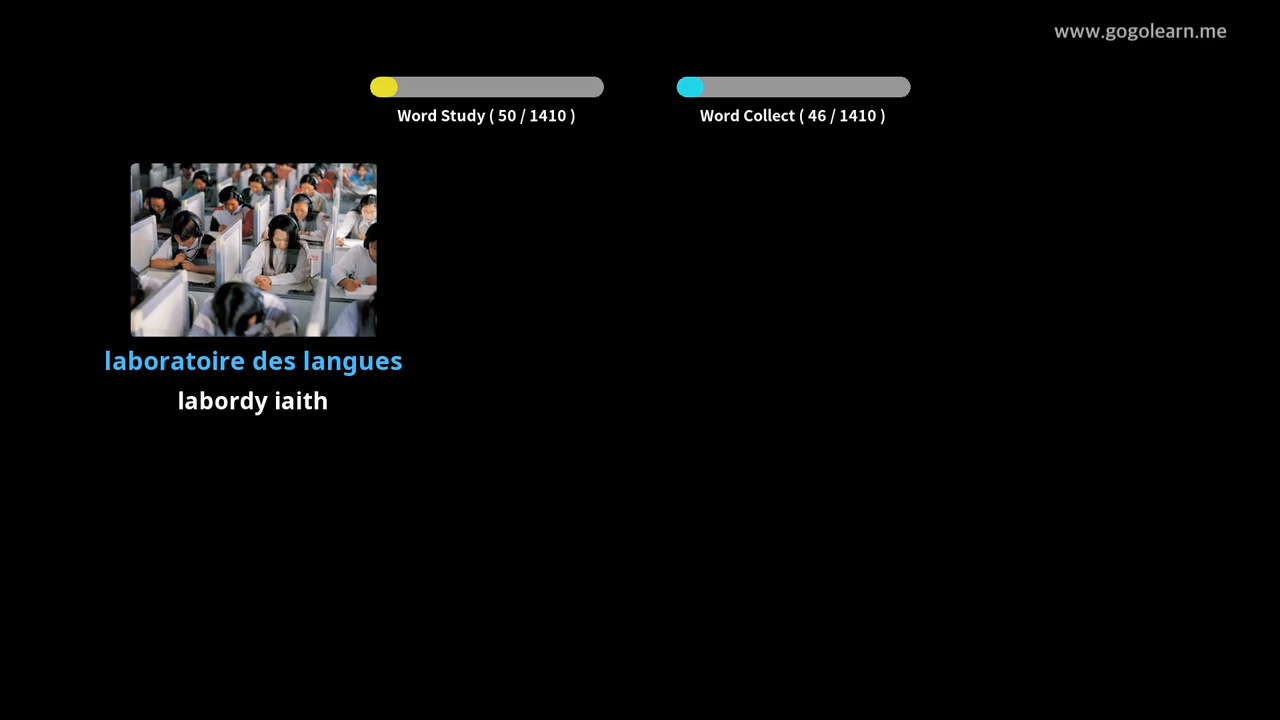 www.gogolearn.me
Word Study ( 50 / 1410 )
Word Collect ( 46 / 1410 )
laboratoire des langues
labordy iaith